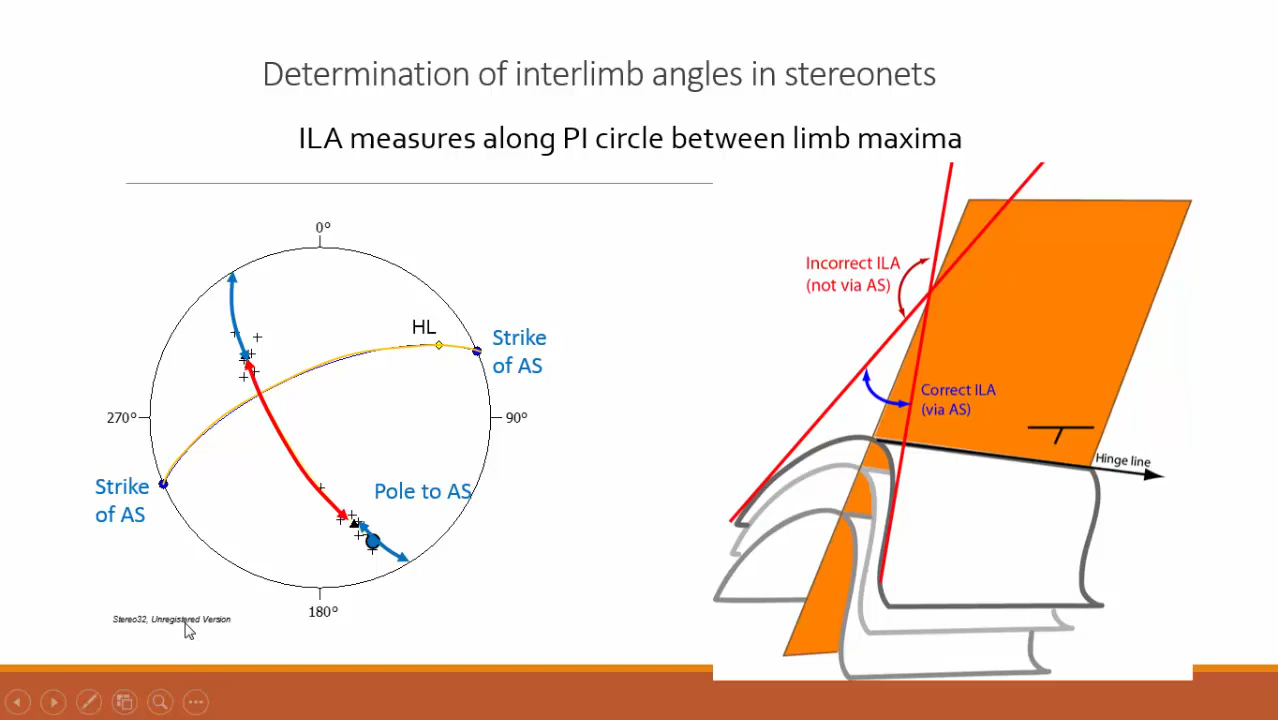 Determination of interlimb angles in stereonets
ILA measures along PI circle between limb maxima
0°
HL
Strike
of AS
270°
90°
Strike
of AS
Pole to AS
180°
Stereo32, Unregistered Version
Incorrect ILA
(not via AS)
Correct ILA
(via AS)
Hinge line